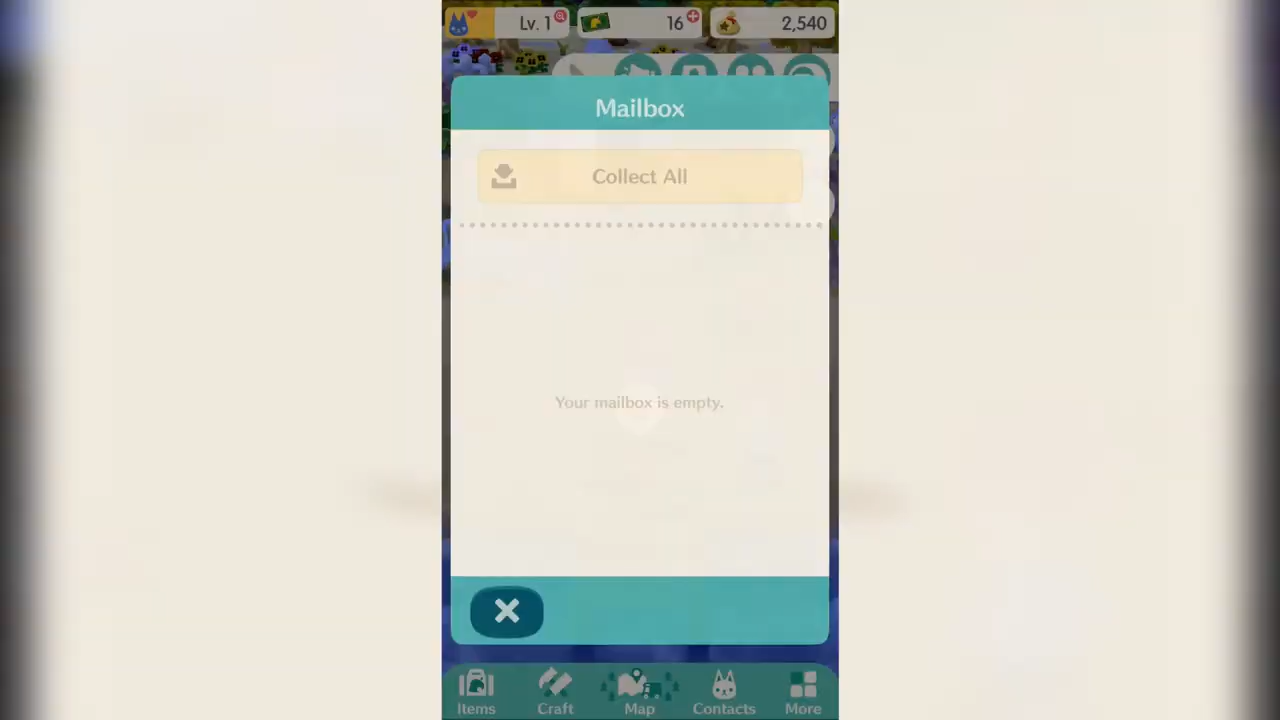 Lv. 1
16
2,540
Mailbox
Collect All
Your mailbox is empty.
Items
Craft
Map
Contacts
More